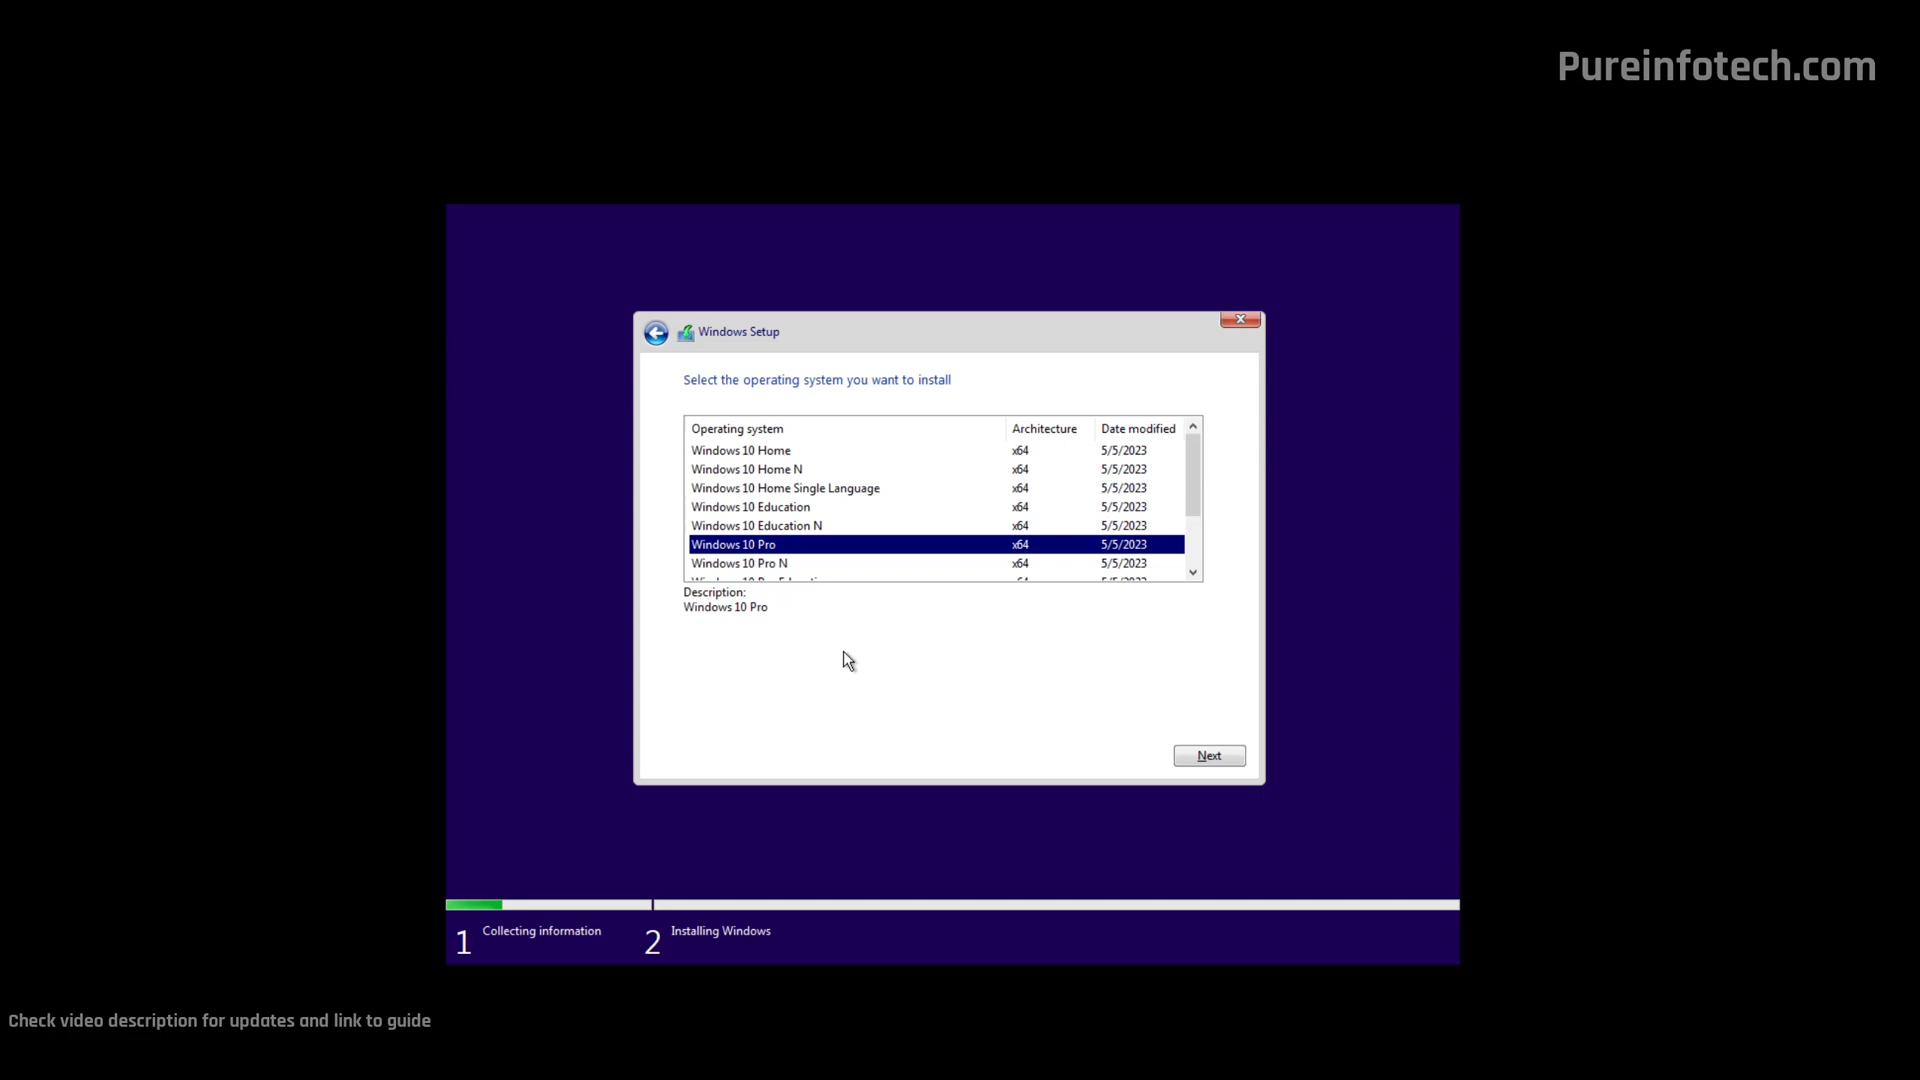 Pureinfotech.com
Windows Setup
Select the operating system you want to install
Operating system Architecture Date modified
Windows 10 Home x64 5/5/2023
Windows 10 Home N x64 5/5/2023
Windows 10 Home Single Language x64 5/5/2023
Windows 10 Education x64 5/5/2023
Windows 10 Education N x64 5/5/2023
Windows 10 Pro x64 5/5/2023
Windows 10 Pro N x64 5/5/2023
Description:
Windows 10 Pro
Next
1 Collecting information 2 Installing Windows
Check video description for updates and link to guide